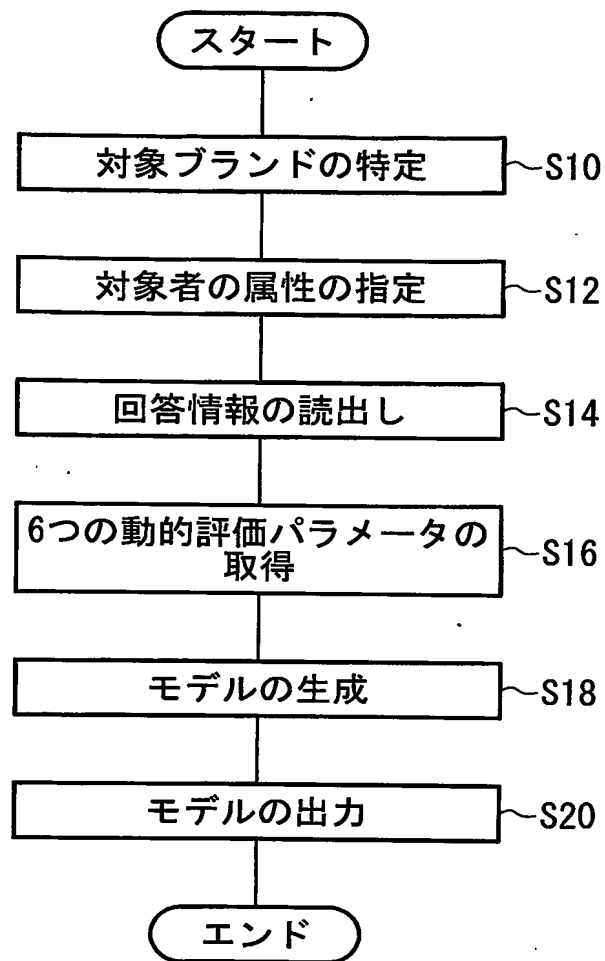 スタート
対象ブランドの特定 S10
対象者の属性の指定 S12
回答情報の読出し S14
6つの動的評価パラメータの
取得 S16
モデルの生成 S18
モデルの出力 S20
エンド